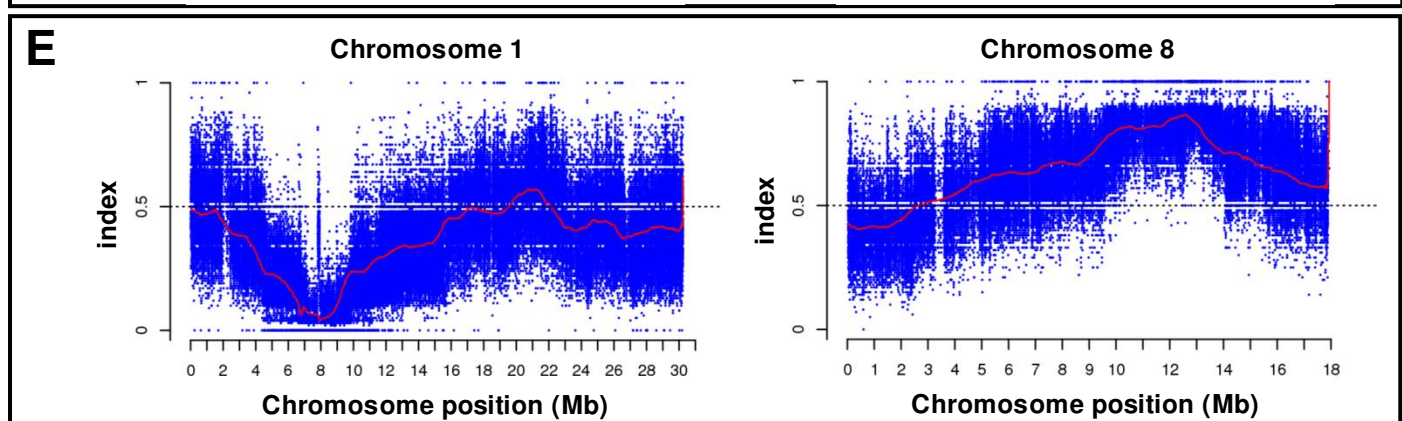 E
Chromosome 1
Chromosome 8
index
1
0.5
0
0 2 4 6 8 10 12 14 16 18 20 22 24 26 28 30
Chromosome position (Mb)
index
1
0.5
0
0 1 2 3 4 5 6 7 8 9 10 12 14 16 18
Chromosome position (Mb)